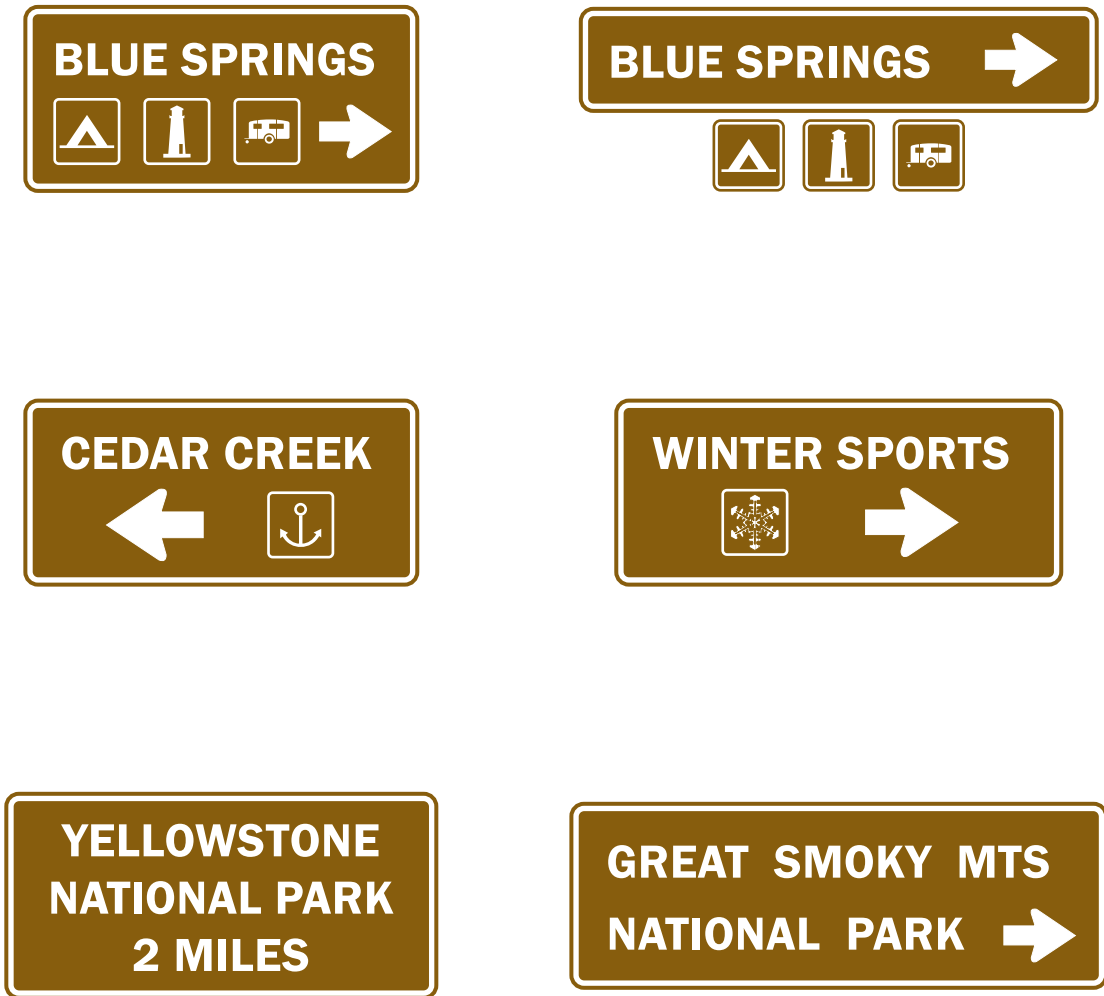 BLUE SPRINGS
BLUE SPRINGS
CEDAR CREEK
WINTER SPORTS
YELLOWSTONE
NATIONAL PARK
2 MILES
GREAT SMOKY MTS
NATIONAL PARK